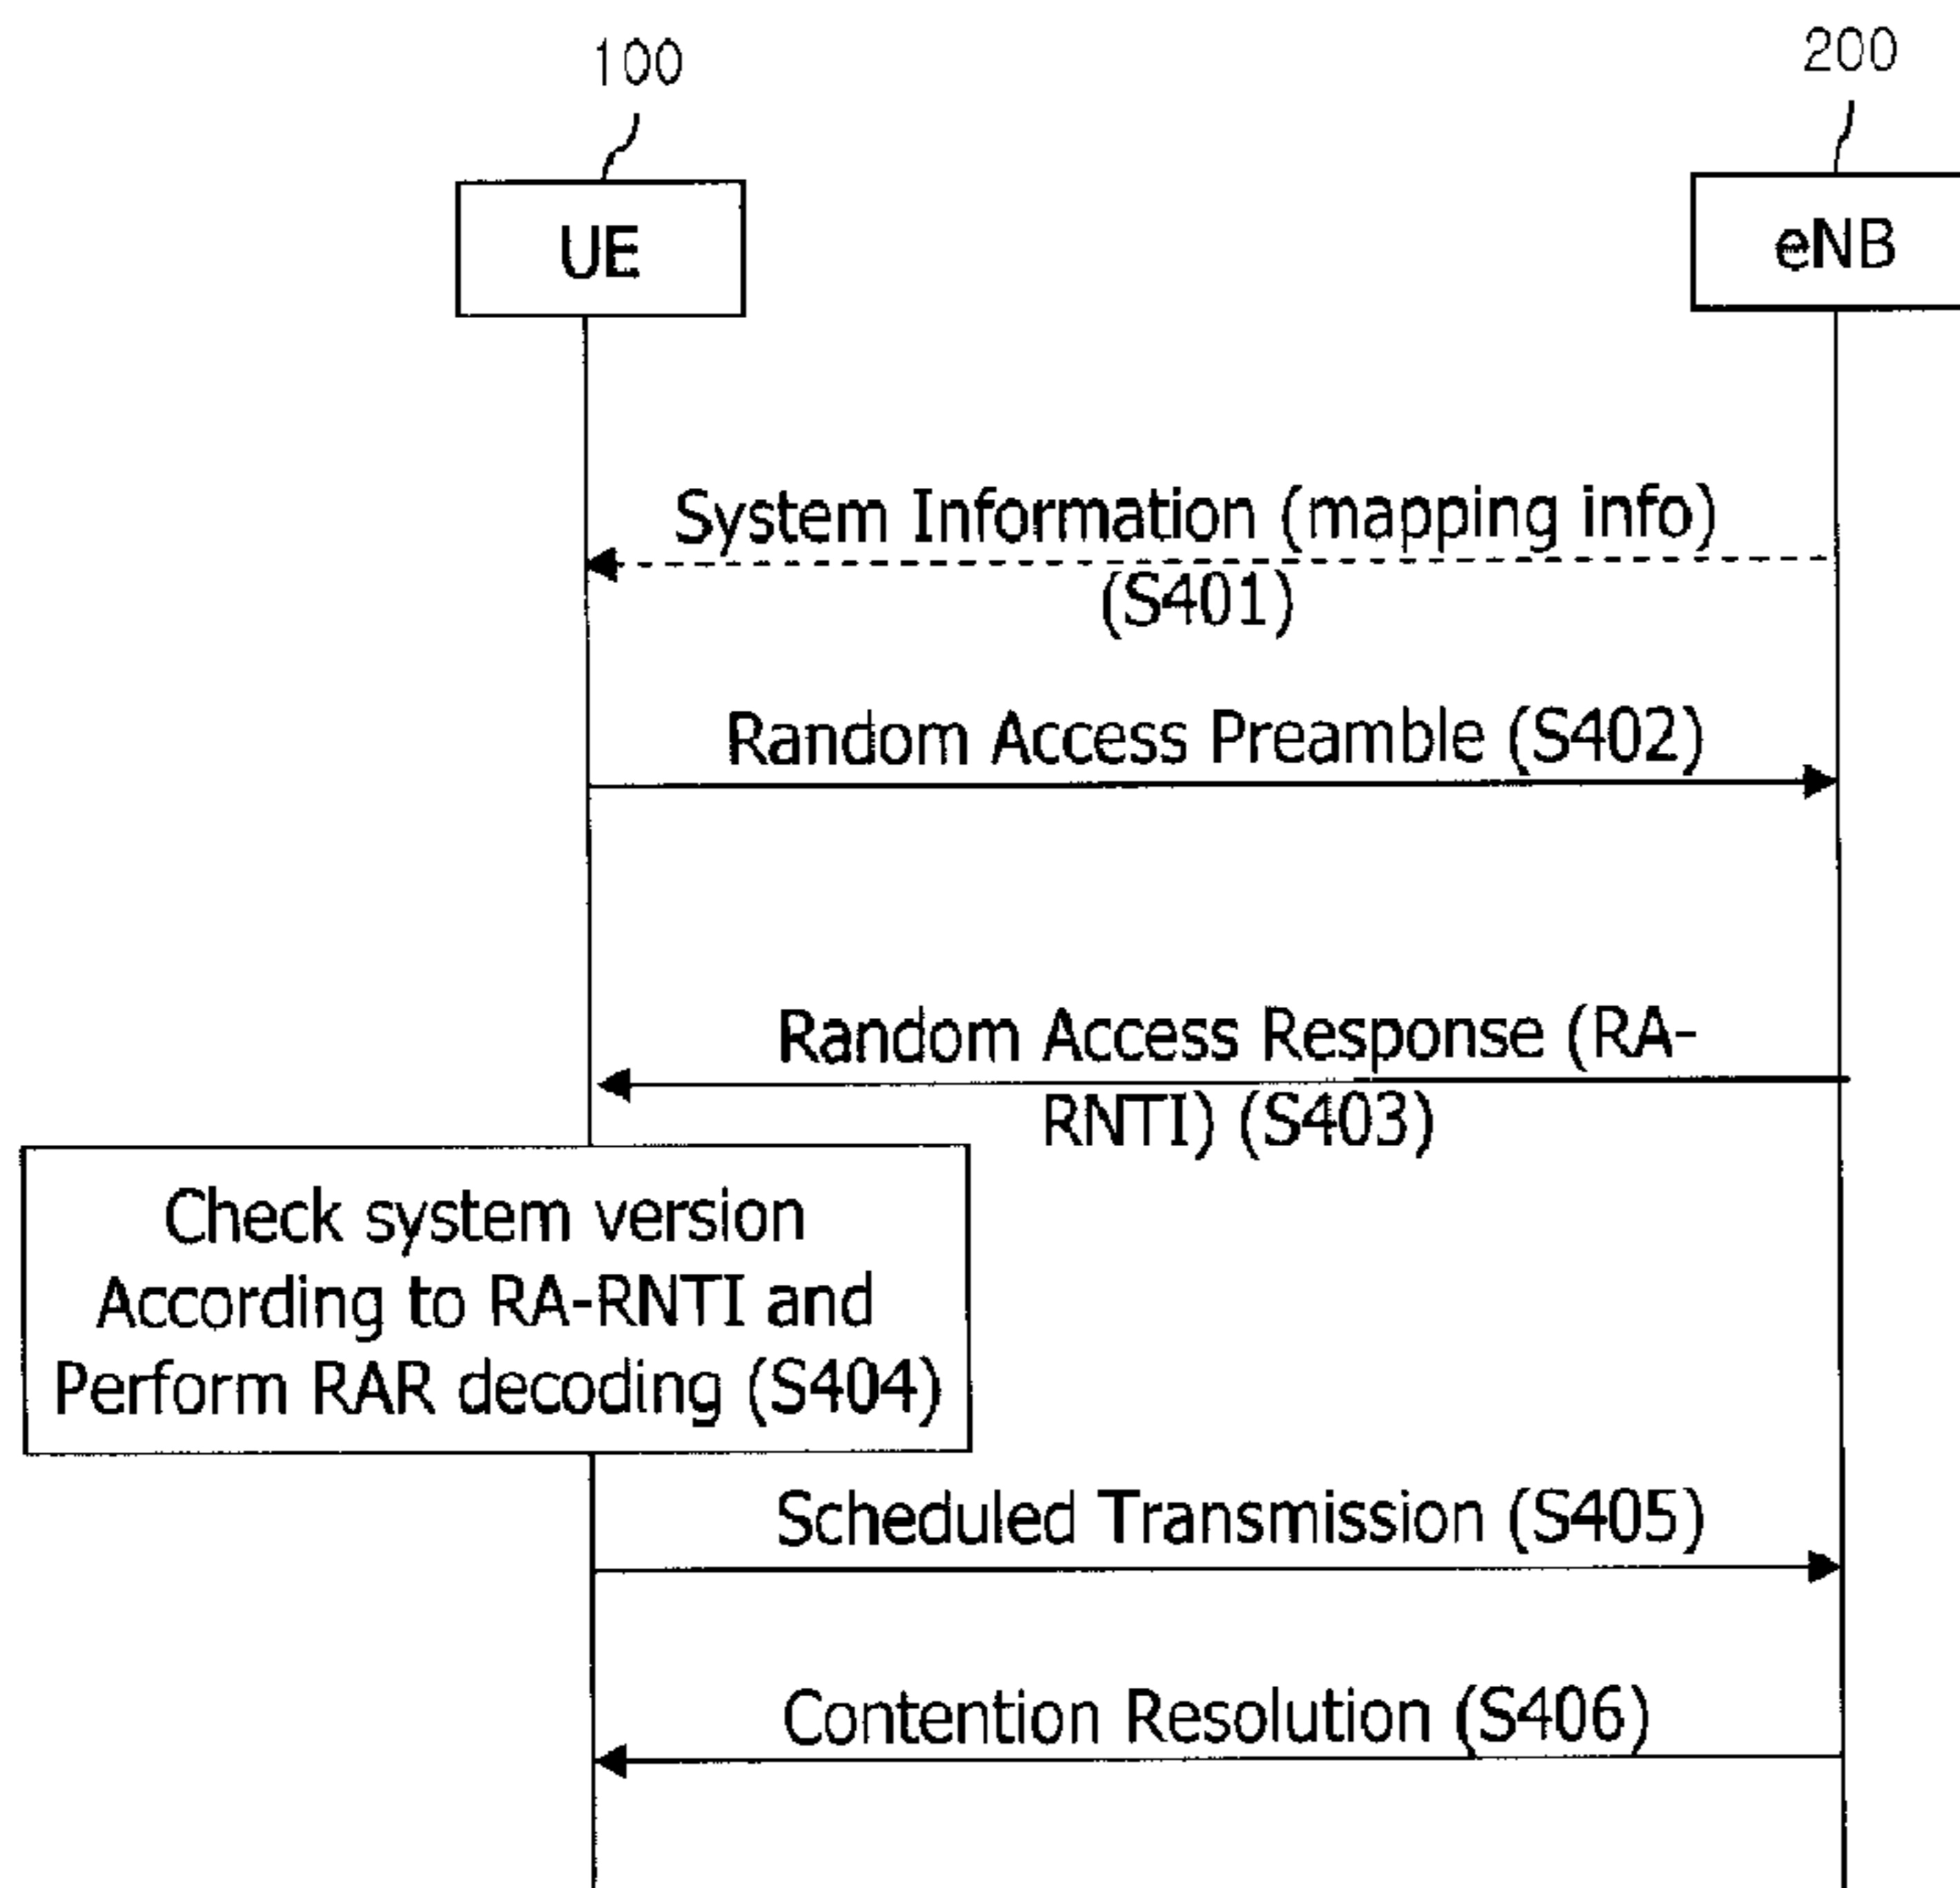 100
200
UE
eNB
System Information (mapping info)
(S401)
Random Access Preamble (S402)
Random Access Response (RA-
RNTI) (S403)
Check system version
According to RA-RNTI and
Perform RAR decoding (S404)
Scheduled Transmission (S405)
Contention Resolution (S406)